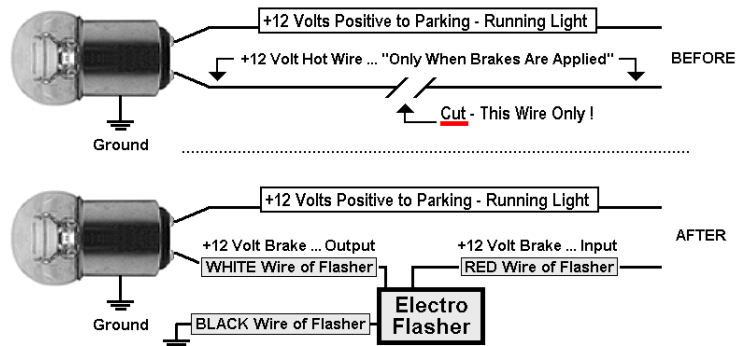 +12 Volts Positive to Parking - Running Light
+12 Volt Hot Wire ... "Only When Brakes Are Applied"
BEFORE
Cut - This Wire Only !
Ground
+12 Volts Positive to Parking - Running Light
AFTER
+12 Volt Brake ... Output
+12 Volt Brake ... Input
WHITE Wire of Flasher
RED Wire of Flasher
Electro
Flasher
Ground
BLACK Wire of Flasher